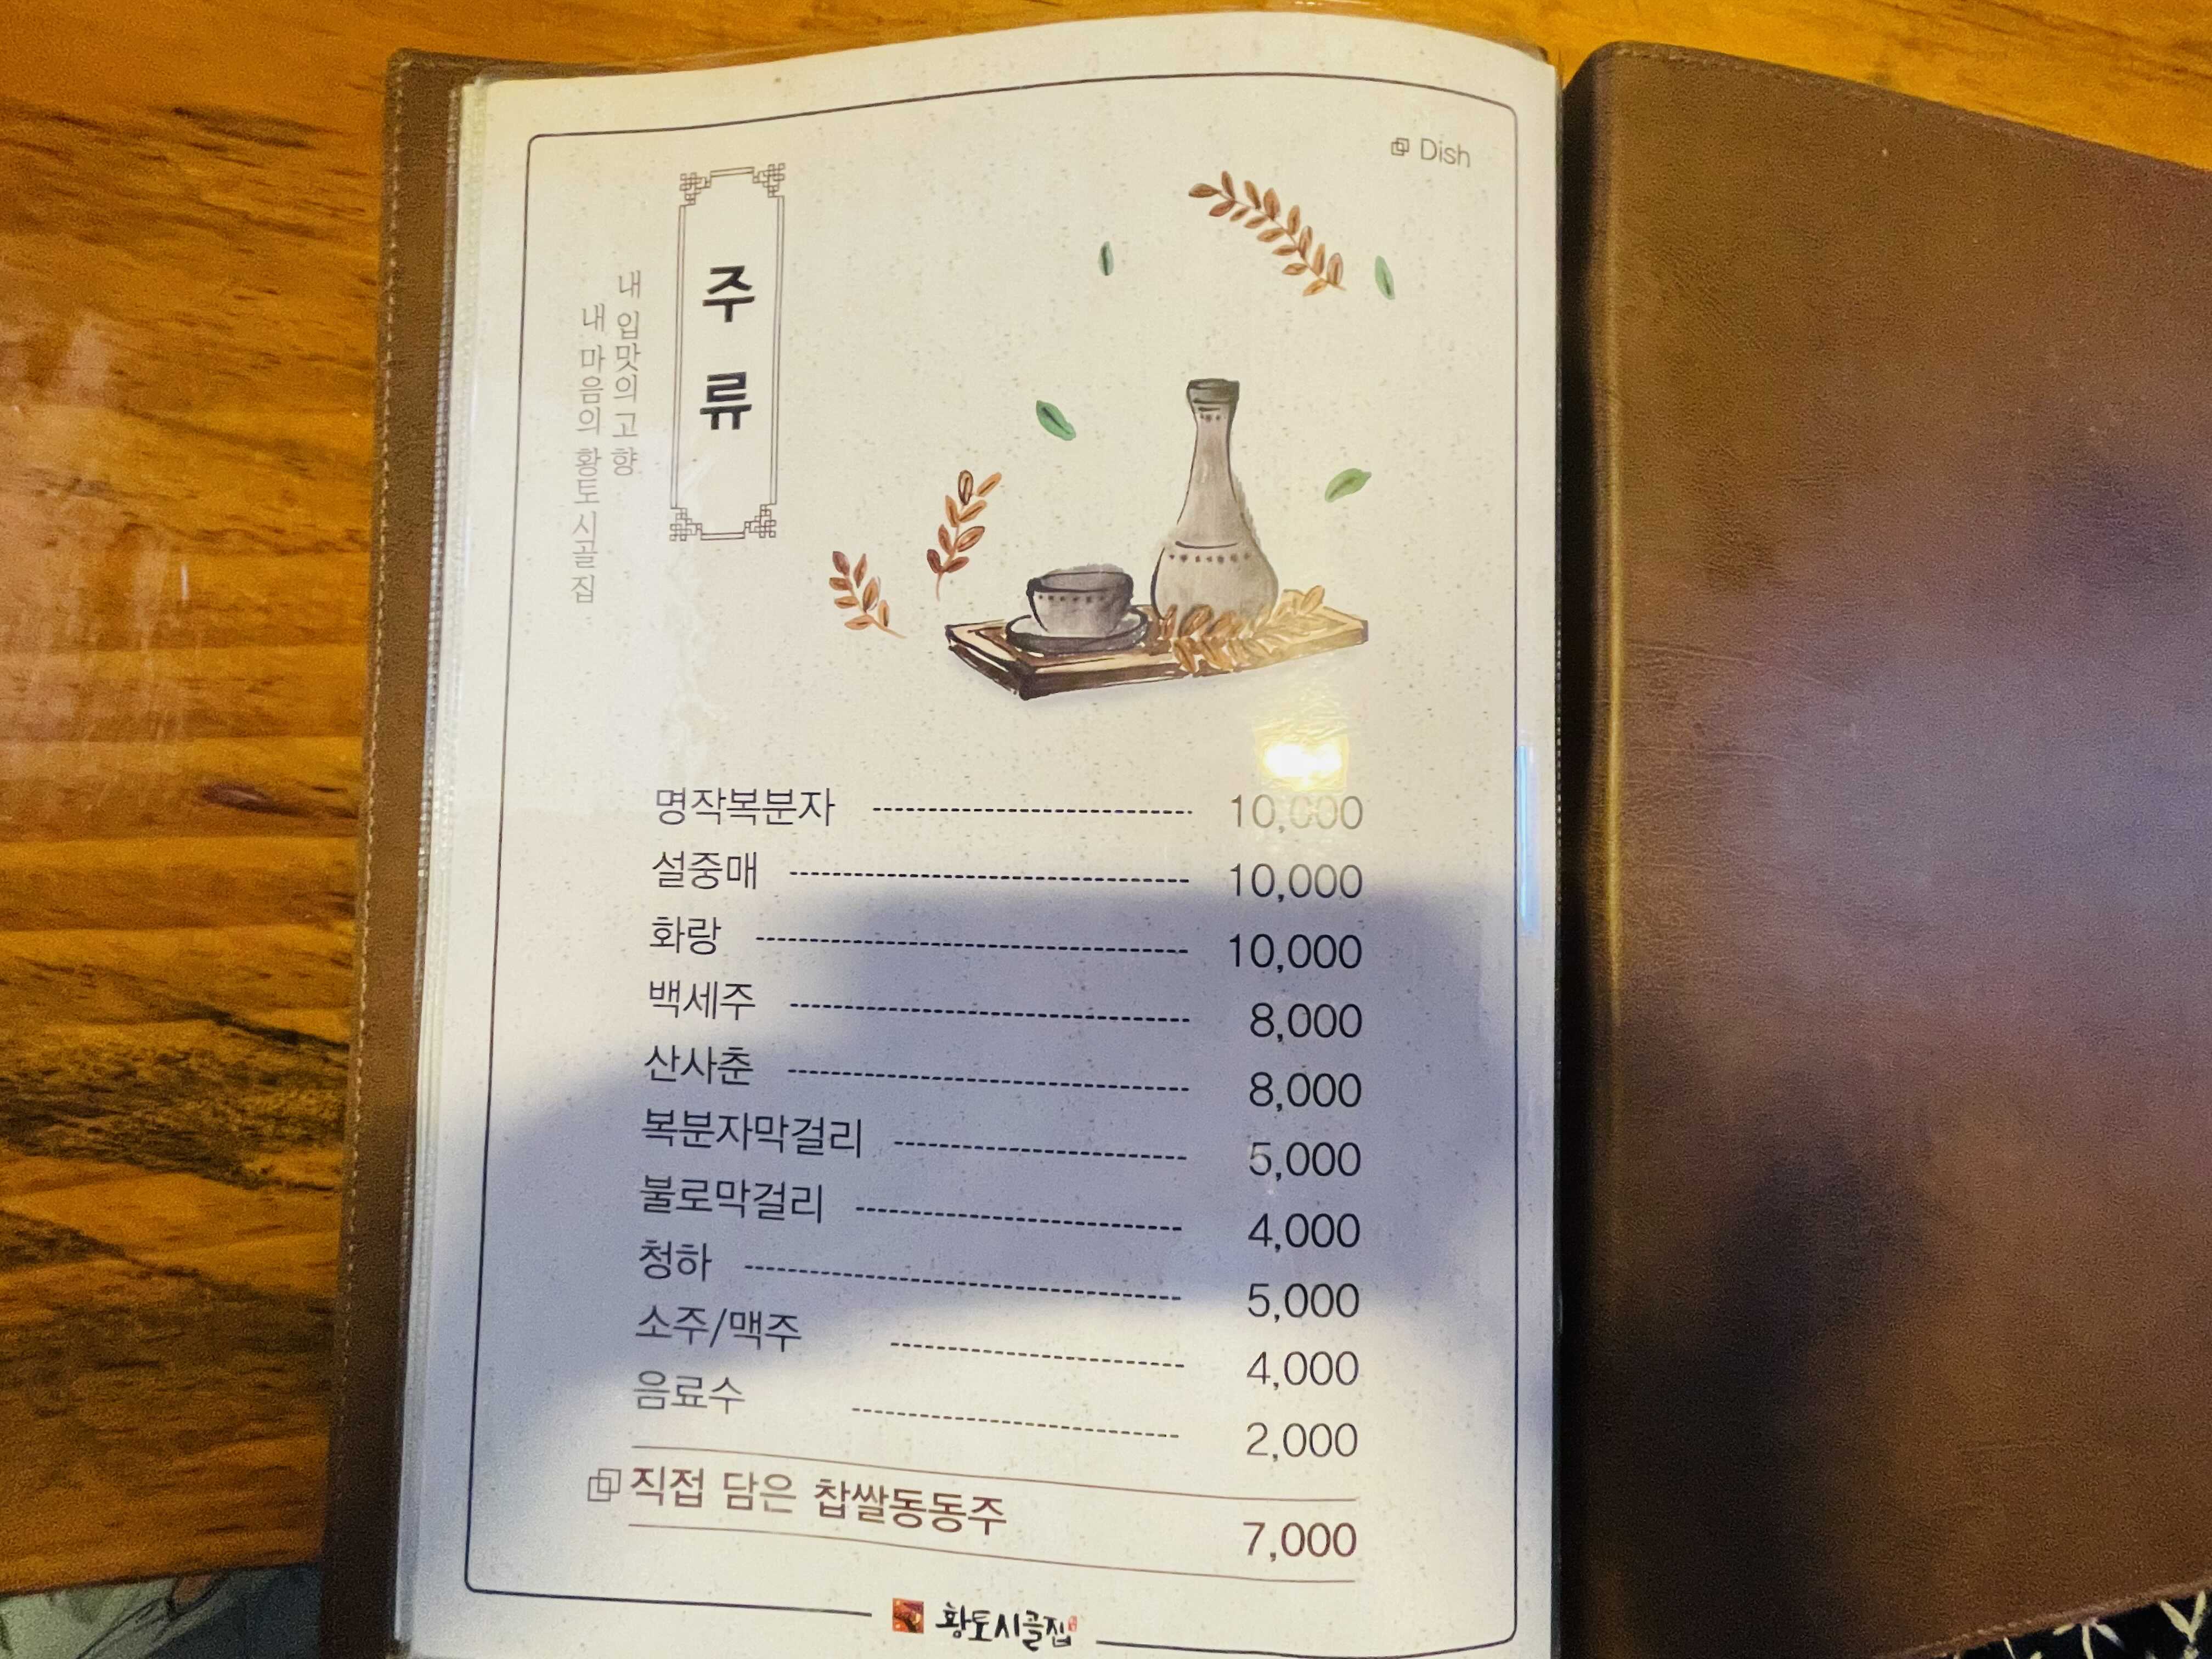 Dish
주류
내 입맛의 고향
내 마음의 황토시골집
명작복분자 10,000
설중매 10,000
화랑 10,000
백세주 8,000
산사춘 8,000
복분자막걸리 5,000
불로막걸리 4,000
청하 5,000
소주/맥주 4,000
음료수 2,000
직접 담은 찹쌀동동주 7,000
황토시골집